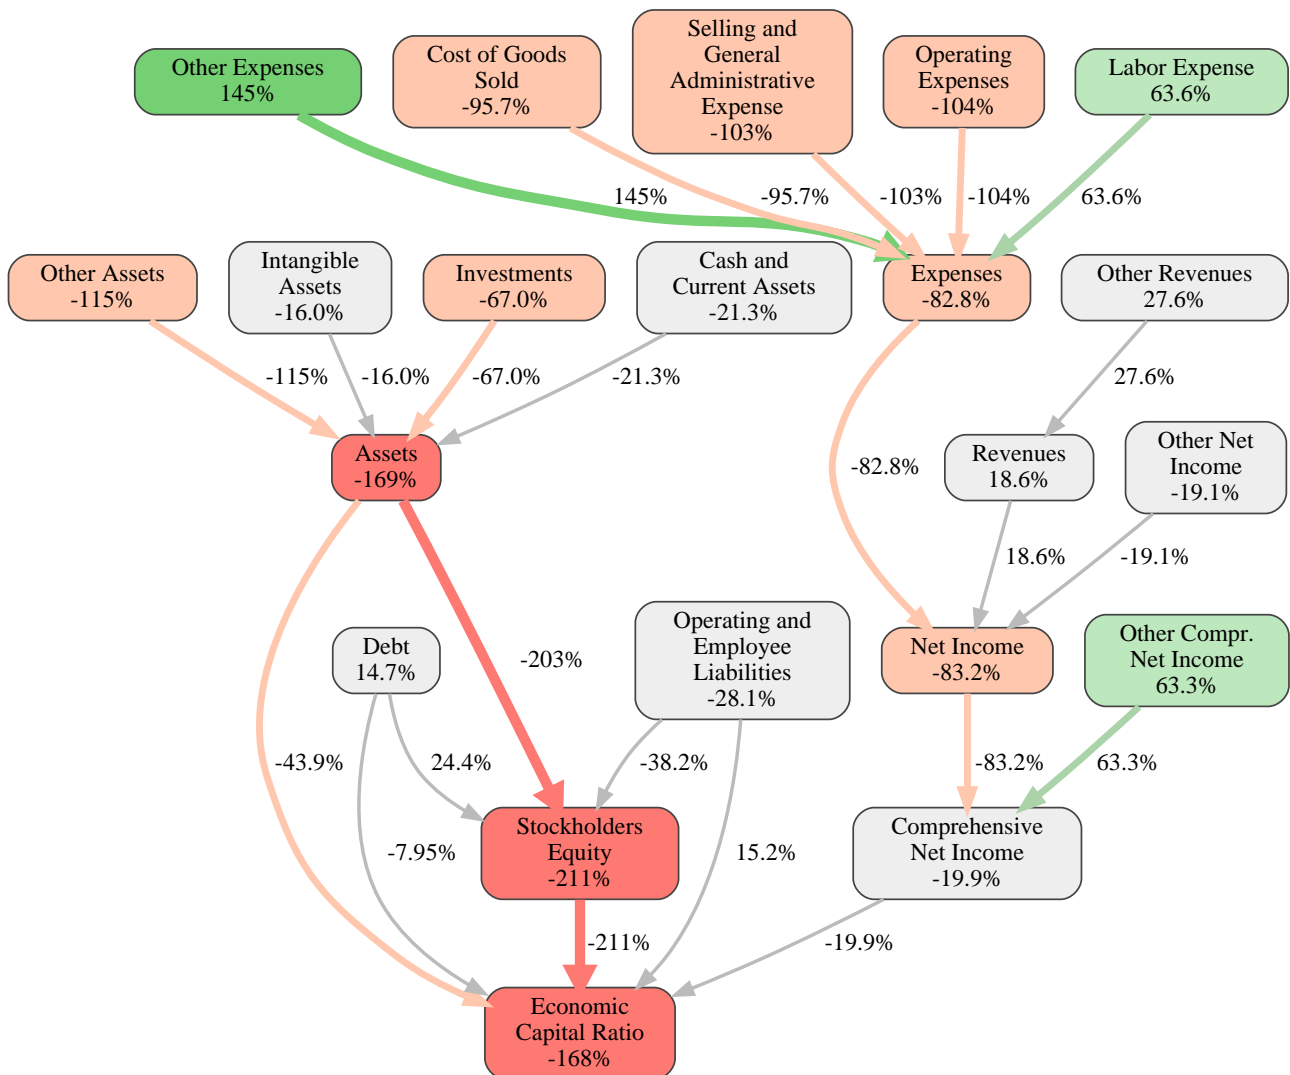 Other Expenses
145%
Cost of Goods
Sold
-95.7%
Selling and
General
Administrative
Expense
-103%
Operating
Expenses
-104%
Labor Expense
63.6%
145%
-95.7%
-103%
-104%
63.6%
Other Assets
-115%
Intangible
Assets
-16.0%
Investments
-67.0%
Cash and
Current Assets
-21.3%
Expenses
-82.8%
Other Revenues
27.6%
-115%
-16.0%
-67.0%
-21.3%
27.6%
Assets
-169%
-82.8%
Revenues
18.6%
Other Net
Income
-19.1%
18.6%
-19.1%
Debt
14.7%
-203%
Operating and
Employee
Liabilities
-28.1%
Net Income
-83.2%
Other Compr.
Net Income
63.3%
-43.9%
24.4%
-38.2%
-83.2%
63.3%
-7.95%
Stockholders
Equity
-211%
15.2%
Comprehensive
Net Income
-19.9%
-211%
-19.9%
Economic
Capital Ratio
-168%